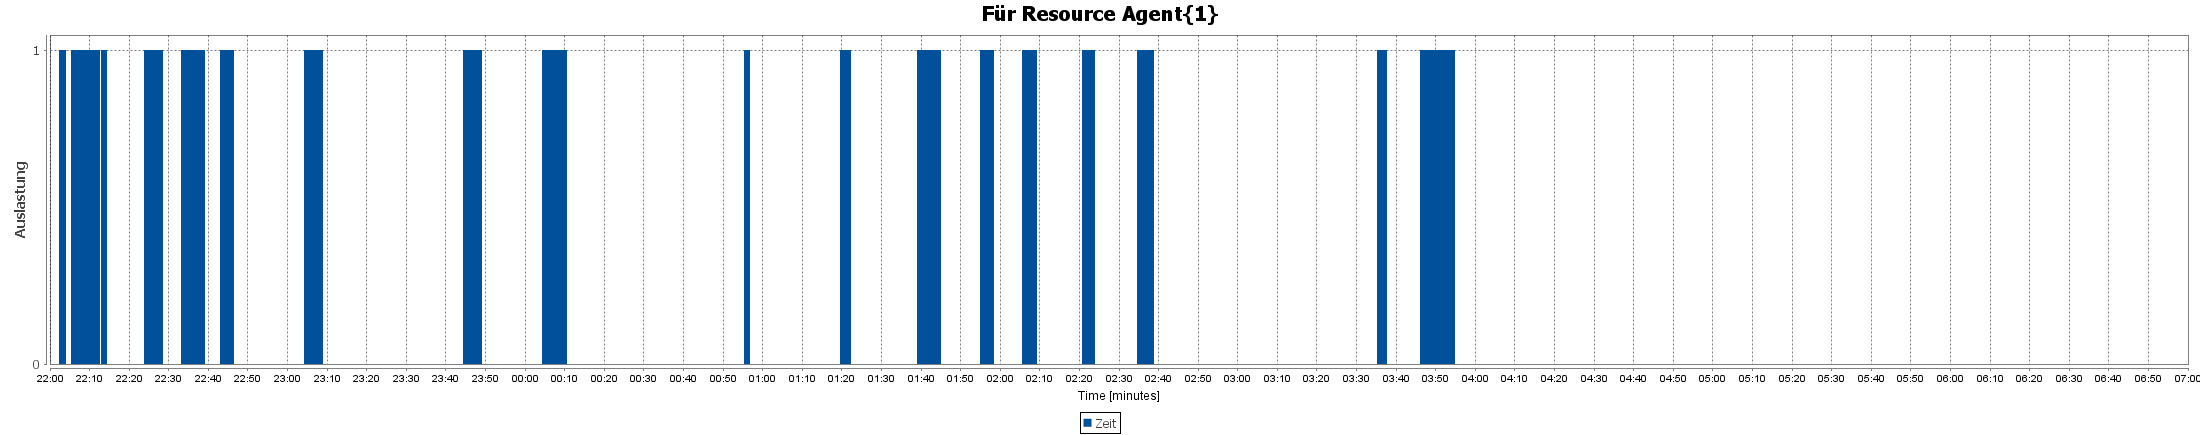 Für Resource Agent{1}
1
Auslastung
0
22:00 22:10 22:20 22:30 22:40 22:50 23:00 23:10 23:20 23:30 23:40 23:50 00:00 00:10 00:20 00:30 00:40 00:50 01:00 01:10 01:20 01:30 01:40 01:50 02:00 02:10 02:20 02:30 02:40 02:50 03:00 03:10 03:20 03:30 03:40 03:50 04:00 04:10 04:20 04:30 04:40 04:50 05:00 05:10 05:20 05:30 05:40 05:50 06:00 06:10 06:20 06:30 06:40 06:50 07:00
Time [minutes]
Zeit